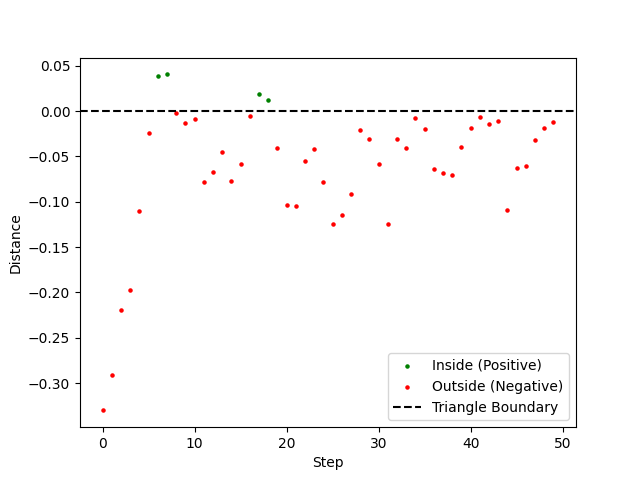 0.05
0.00
−0.05
−0.10
−0.15
−0.20
−0.25
−0.30
Distance
Inside (Positive)
Outside (Negative)
Triangle Boundary
0 10 20 30 40 50
Step